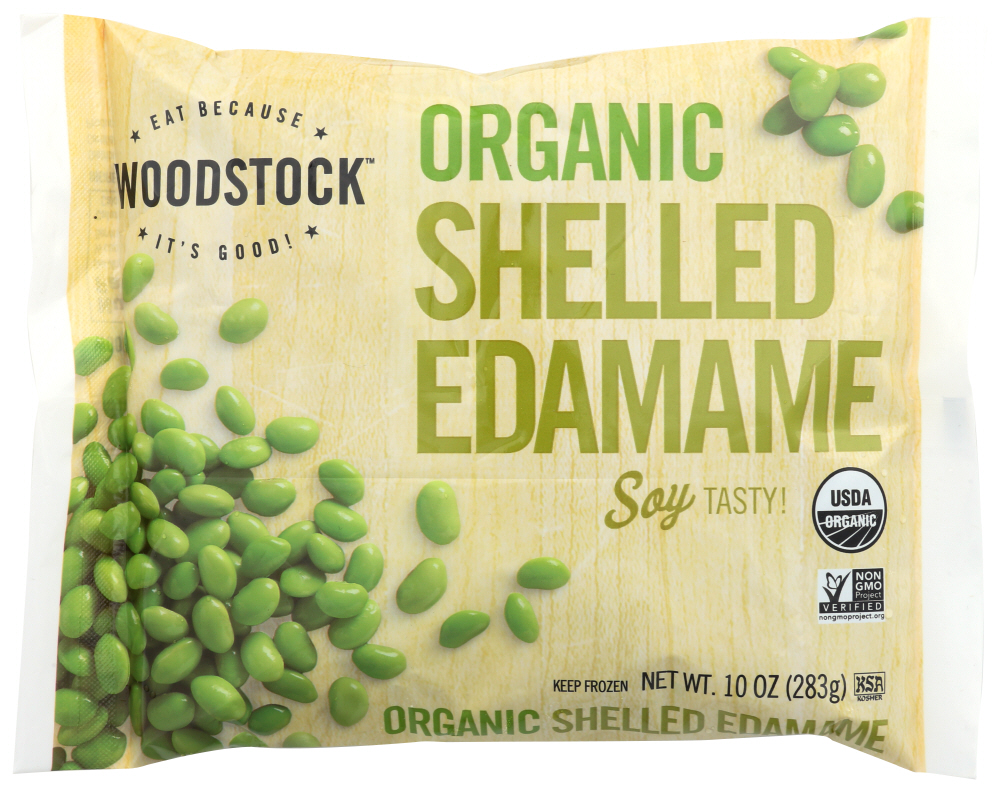 EAT BECAUSE
WOODSTOCK™
IT'S GOOD!
ORGANIC
SHELLED
EDAMAME
Soy TASTY!
USDA
ORGANIC
NON
GMO
Project
VERIFIED
nongmoproject.org
KEEP FROZEN NET WT. 10 OZ (283g)
KSA
KOSHER
ORGANIC SHELLED EDAMAME